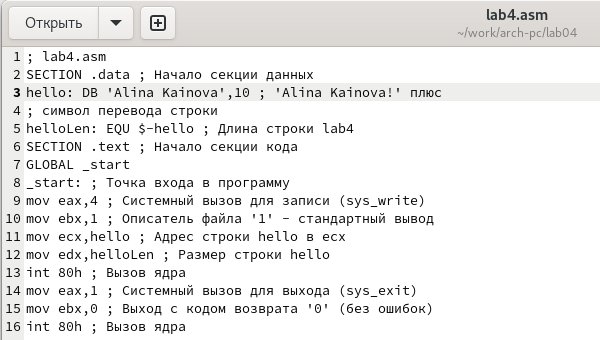 Открыть
lab4.asm
~/work/arch-pc/lab04
1 ; lab4.asm
2 SECTION .data ; Начало секции данных
3 hello: DB 'Alina Kainova',10 ; 'Alina Kainova!' плюс
4 ; символ перевода строки
5 helloLen: EQU $-hello ; Длина строки lab4
6 SECTION .text ; Начало секции кода
7 GLOBAL _start
8 _start: ; Точка входа в программу
9 mov eax,4 ; Системный вызов для записи (sys_write)
10 mov ebx,1 ; Описатель файла '1' - стандартный вывод
11 mov ecx,hello ; Адрес строки hello в ecx
12 mov edx,helloLen ; Размер строки hello
13 int 80h ; Вызов ядра
14 mov eax,1 ; Системный вызов для выхода (sys_exit)
15 mov ebx,0 ; Выход с кодом возврата '0' (без ошибок)
16 int 80h ; Вызов ядра